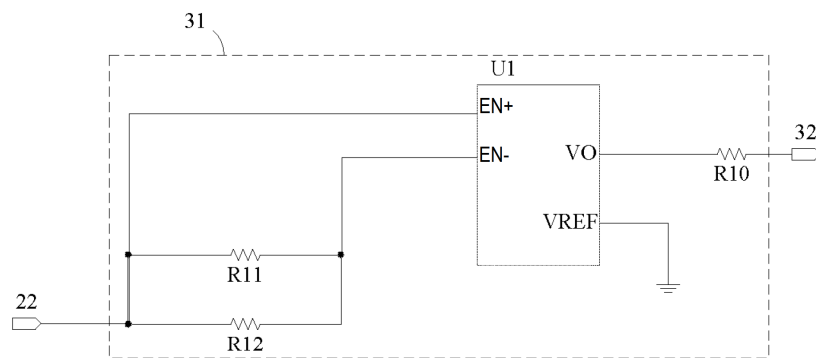 31
U1
EN+
EN-
VO
VREF
R10
32
R11
22
R12